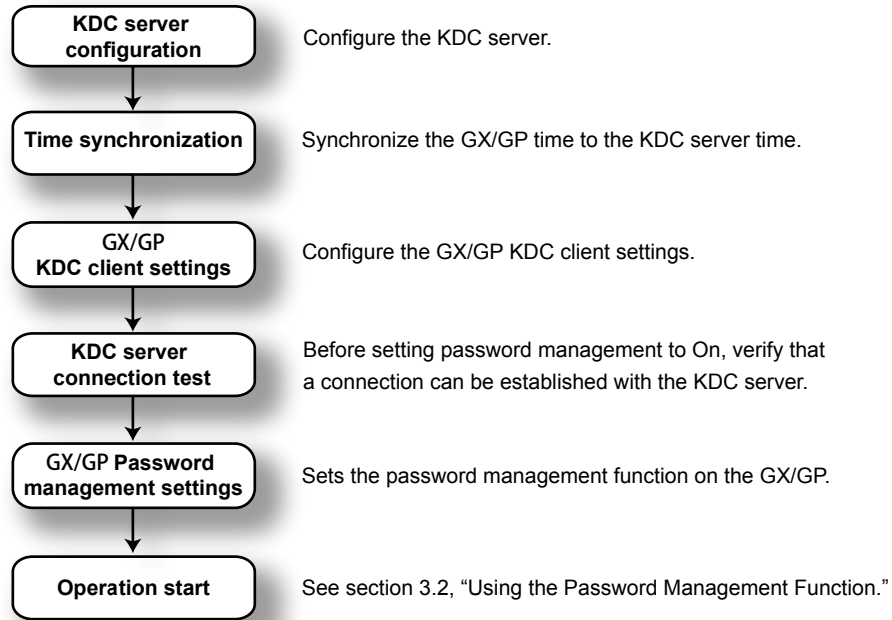 KDC server
configuration
Configure the KDC server.
Time synchronization
Synchronize the GX/GP time to the KDC server time.
GX/GP
KDC client settings
Configure the GX/GP KDC client settings.
KDC server
connection test
Before setting password management to On, verify that
a connection can be established with the KDC server.
GX/GP Password
management settings
Sets the password management function on the GX/GP.
Operation start
See section 3.2, “Using the Password Management Function.”